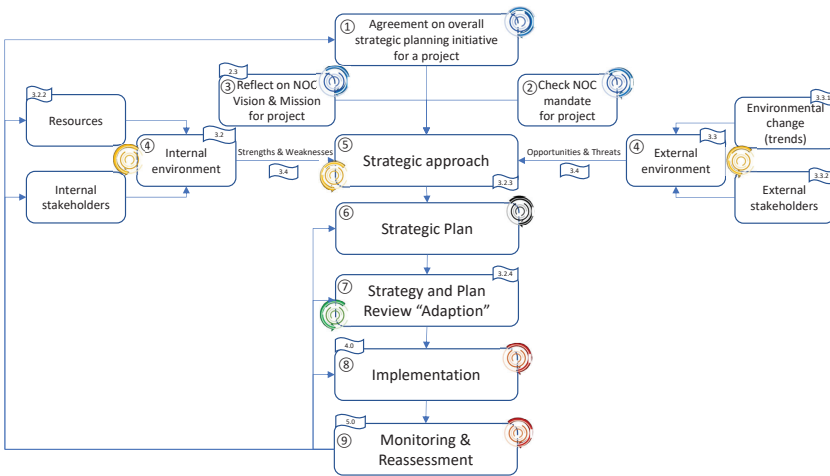 ① Agreement on overall
strategic planning initiative
for a project
2.3
③ Reflect on NOC
Vision & Mission
for project
② Check NOC
mandate
for project
3.2.2
Resources
3.3.1
Environmental
change
(trends)
④
3.2
Internal
environment
Strengths & Weaknesses
3.4
⑤
Strategic approach
3.2.3
Opportunities & Threats
3.4
④
3.3
External
environment
Internal
stakeholders
3.3.2
External
stakeholders
⑥
Strategic Plan
⑦
3.2.4
Strategy and Plan
Review “Adaption”
4.0
⑧
Implementation
5.0
⑨
Monitoring &
Reassessment